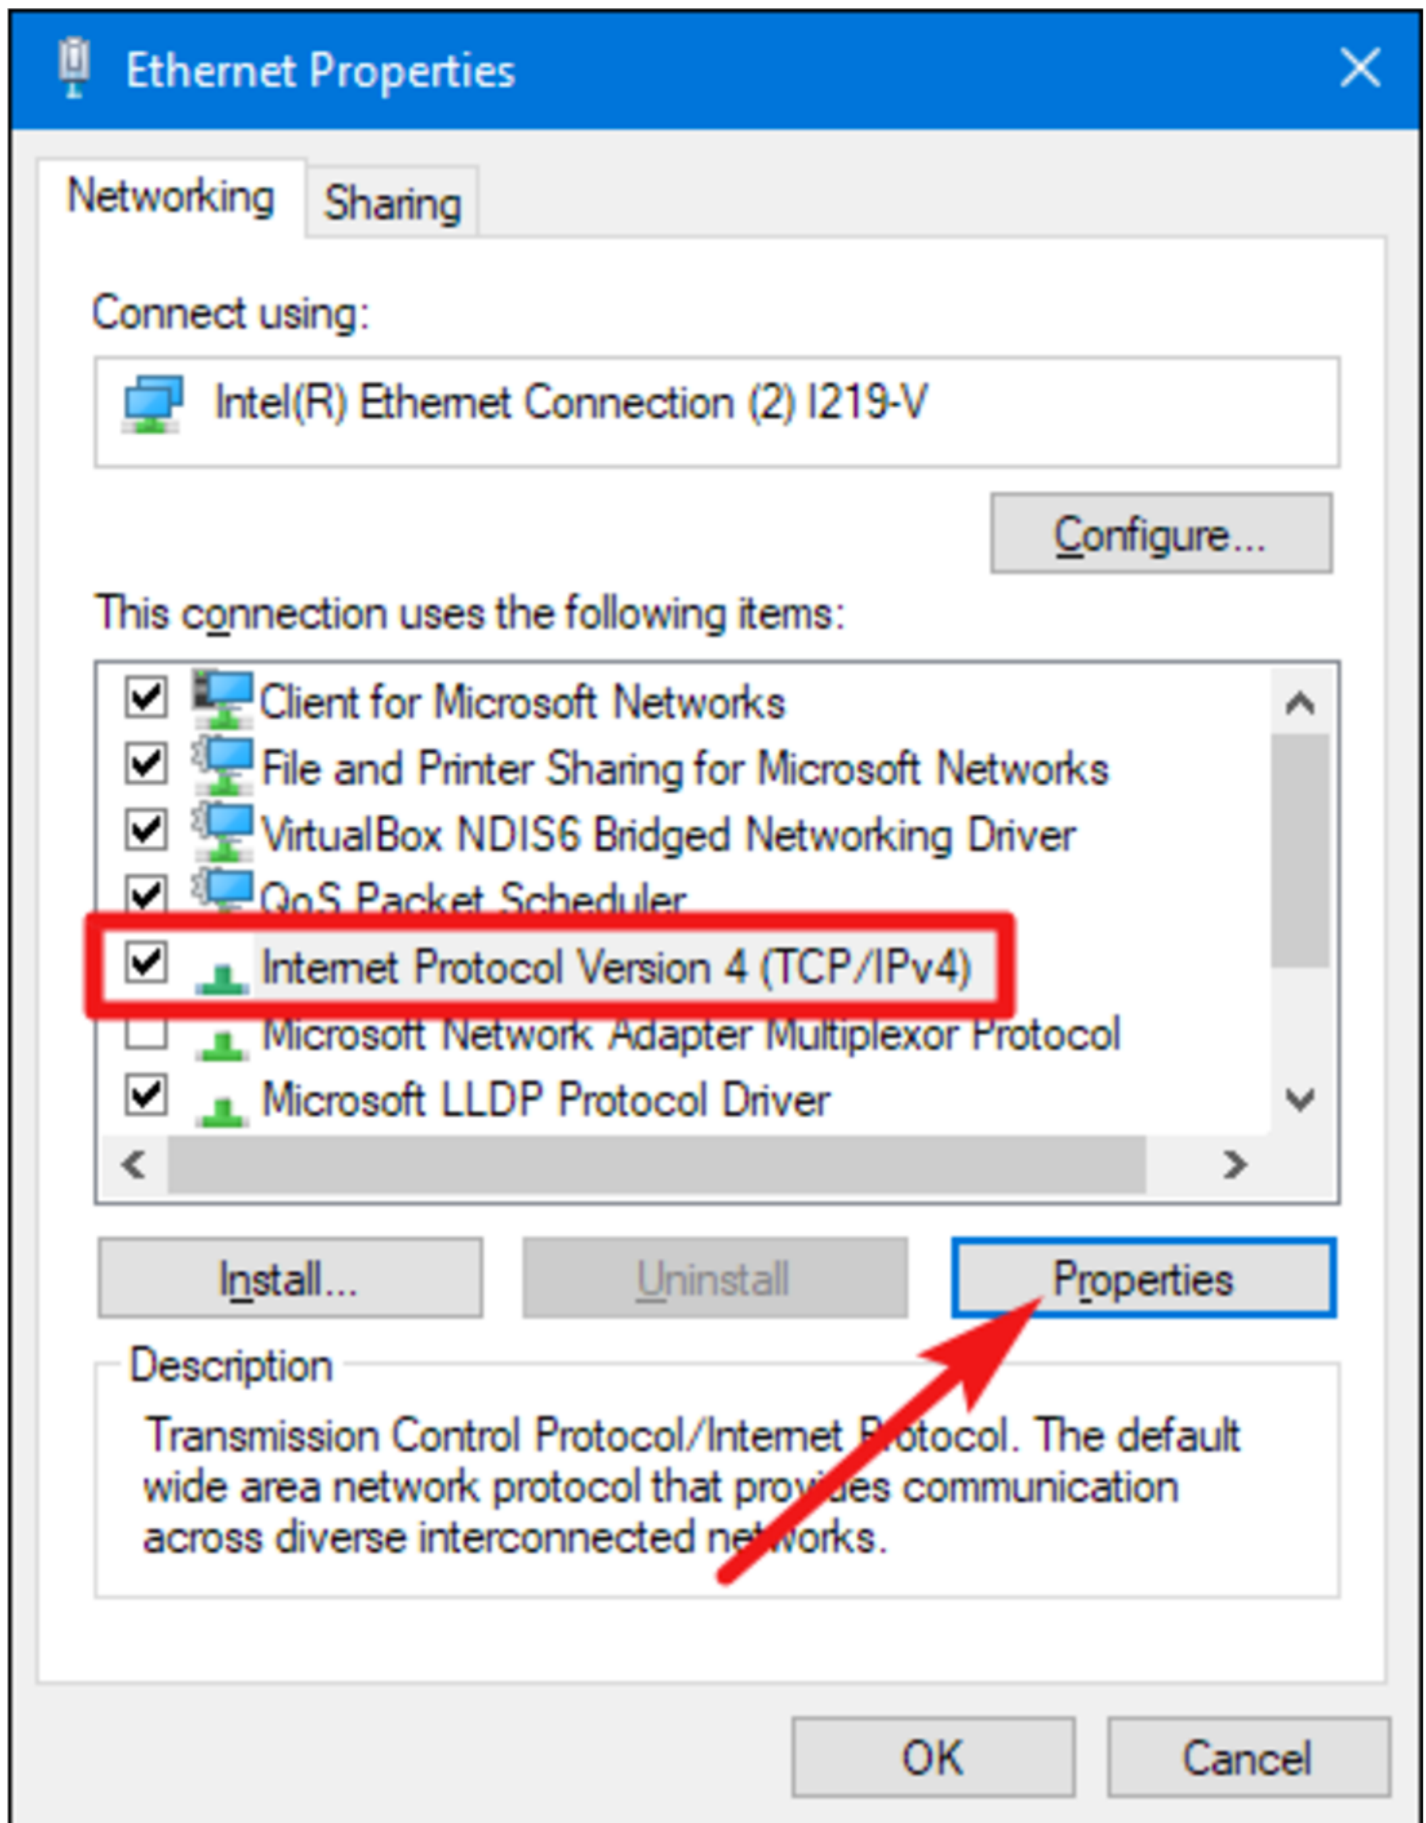 Ethernet Properties
Networking
Sharing
Connect using:
Intel(R) Ethernet Connection (2) I219-V
Configure...
This connection uses the following items:
Client for Microsoft Networks
File and Printer Sharing for Microsoft Networks
VirtualBox NDIS6 Bridged Networking Driver
QoS Packet Scheduler
Internet Protocol Version 4 (TCP/IPv4)
Microsoft Network Adapter Multiplexor Protocol
Microsoft LLDP Protocol Driver
Install...
Uninstall
Properties
Description
Transmission Control Protocol/Internet Protocol. The default
wide area network protocol that provides communication
across diverse interconnected networks.
OK
Cancel